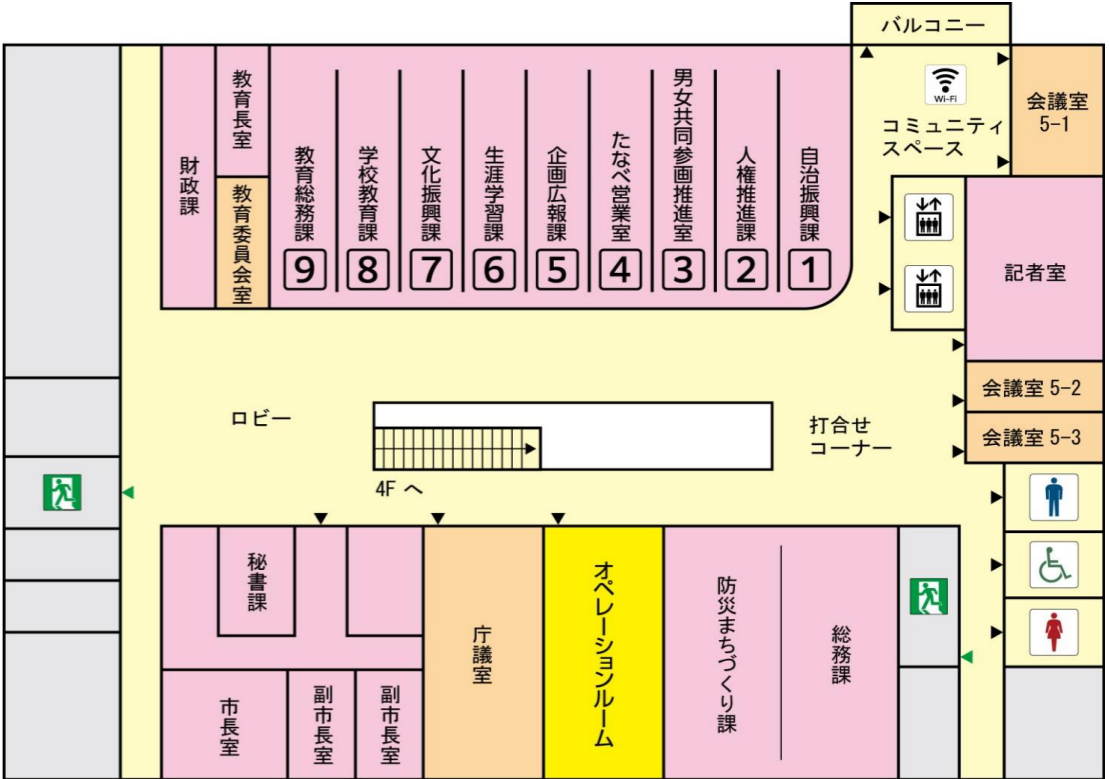 バルコニー
Wi-Fi
コミュニティ
スペース
会議室
5-1
財政課
教育長室
教育委員会室
教育総務課
9
学校教育課
8
文化振興課
7
生涯学習課
6
企画広報課
5
たなべ営業室
4
男女共同参画推進室
3
人権推進課
2
自治振興課
1
記者室
会議室 5-2
会議室 5-3
ロビー
打合せ
コーナー
4F へ
秘書課
市長室
副市長室
副市長室
庁議室
オペレーションルーム
防災まちづくり課
総務課